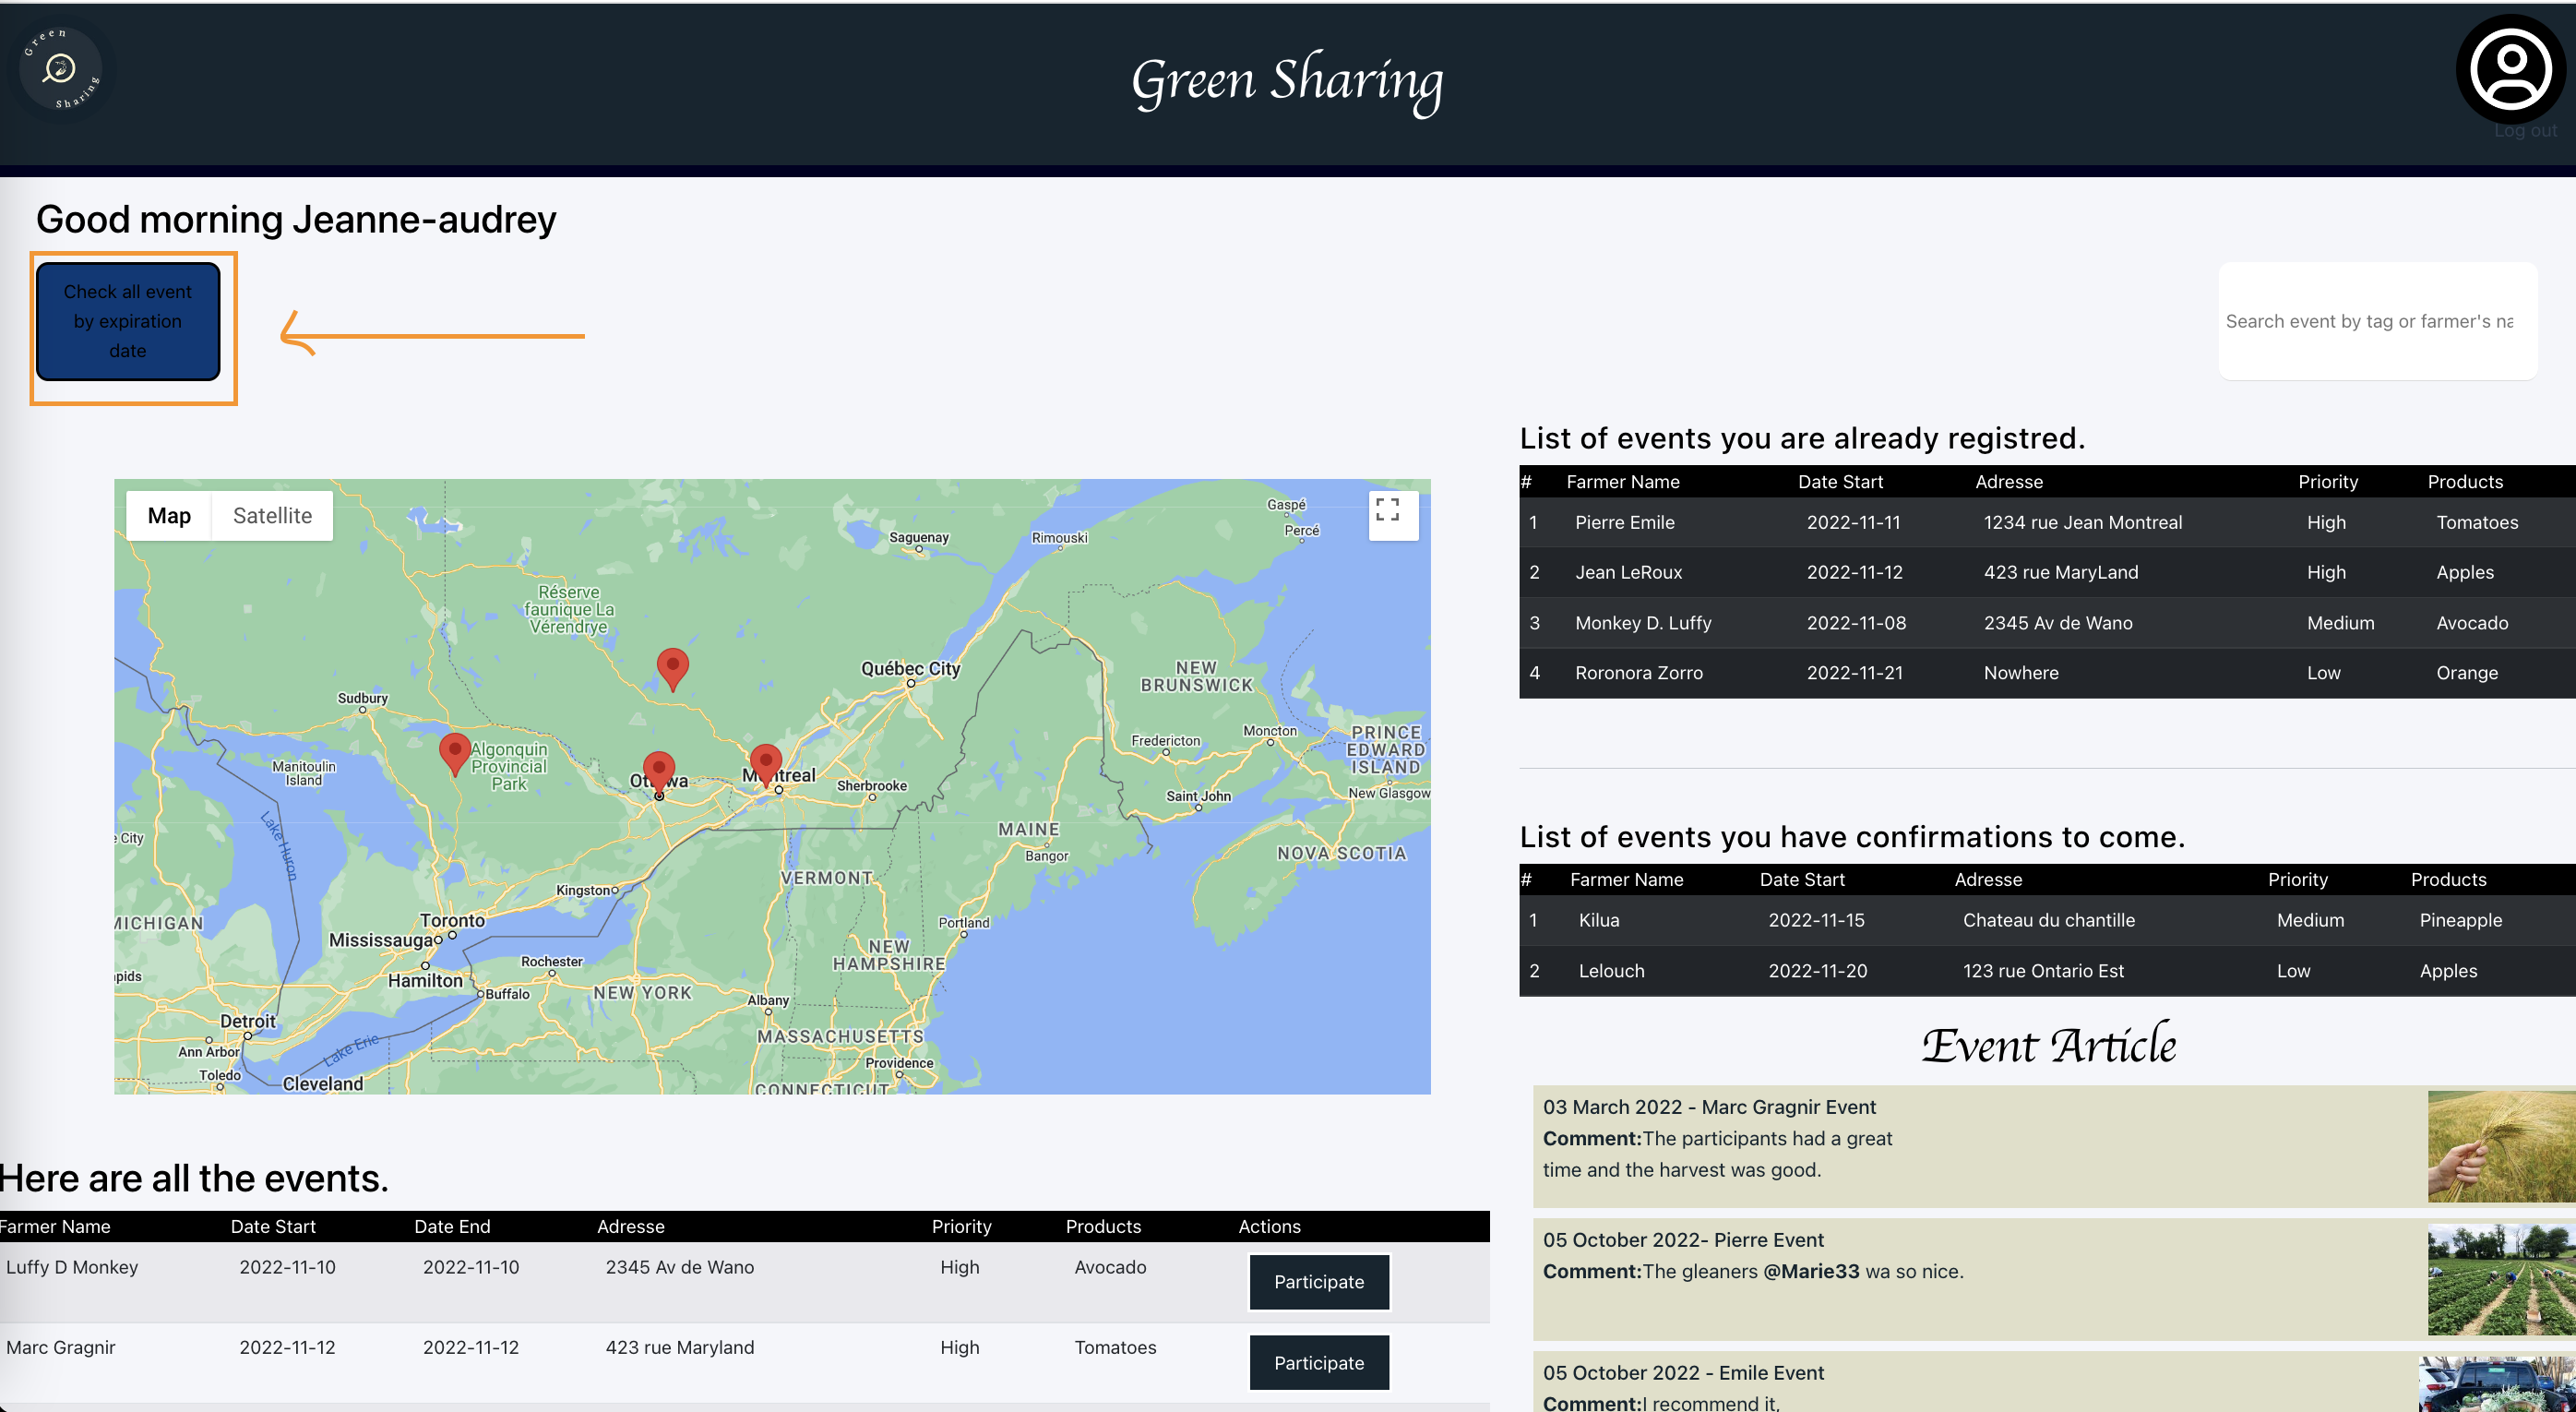 Green Sharing
Green Sharing
Log out
Good morning Jeanne-audrey
Check all event
by expiration
date
Search event by tag or farmer's na
Map Satellite
Gaspé
Percé
Saguenay
Rimouski
Réserve
faunique La
Vérendrye
Québec City
NEW
BRUNSWICK
Sudbury
Algonquin
Provincial
Park
Manitoulin
Island
Montreal
Sherbrooke
Fredericton
Moncton
PRINCE
EDWARD
ISLAND
New Glasgow
Saint John
MAINE
Bangor
NOVA SCOTIA
e City
Lake Huron
VERMONT
Kingston
MICHIGAN
Toronto
Mississauga
Hamilton
Portland
NEW
HAMPSHIRE
Rochester
Buffalo
NEW YORK
Albany
apids
Detroit
Ann Arbor
Lake Erie
MASSACHUSETTS
Providence
Toledo
Cleveland
CONNECTICUT
List of events you are already registred.
# Farmer Name Date Start Adresse Priority Products
1 Pierre Emile 2022-11-11 1234 rue Jean Montreal High Tomatoes
2 Jean LeRoux 2022-11-12 423 rue MaryLand High Apples
3 Monkey D. Luffy 2022-11-08 2345 Av de Wano Medium Avocado
4 Roronora Zorro 2022-11-21 Nowhere Low Orange
List of events you have confirmations to come.
# Farmer Name Date Start Adresse Priority Products
1 Kilua 2022-11-15 Chateau du chantille Medium Pineapple
2 Lelouch 2022-11-20 123 rue Ontario Est Low Apples
Event Article
03 March 2022 - Marc Gragnir Event
Comment:The participants had a great
time and the harvest was good.
05 October 2022- Pierre Event
Comment:The gleaners @Marie33 wa so nice.
05 October 2022 - Emile Event
Comment:I recommend it,
Here are all the events.
Farmer Name Date Start Date End Adresse Priority Products Actions
Luffy D Monkey 2022-11-10 2022-11-10 2345 Av de Wano High Avocado Participate
Marc Gragnir 2022-11-12 2022-11-12 423 rue Maryland High Tomatoes Participate